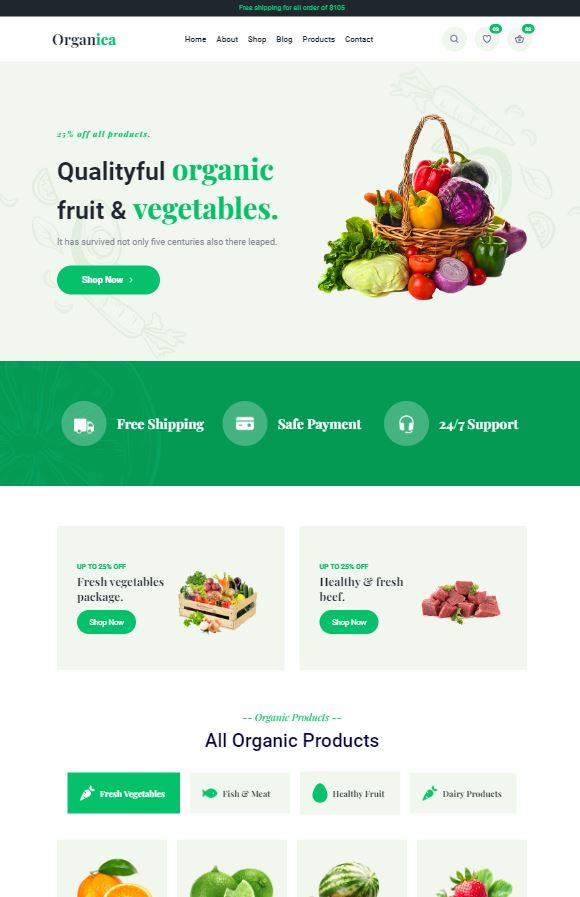 Free shipping for all order of $105
Organica
Home About Shop Blog Products Contact
25% off all products.
Qualityful organic
fruit & vegetables.
It has survived not only five centuries also there leaped.
Shop Now
Free Shipping
Safe Payment
24/7 Support
UP TO 25% OFF
Fresh vegetables
package.
Shop Now
UP TO 25% OFF
Healthy & fresh
beef.
Shop Now
-- Organic Products --
All Organic Products
Fresh Vegetables
Fish & Meat
Healthy Fruit
Dairy Products